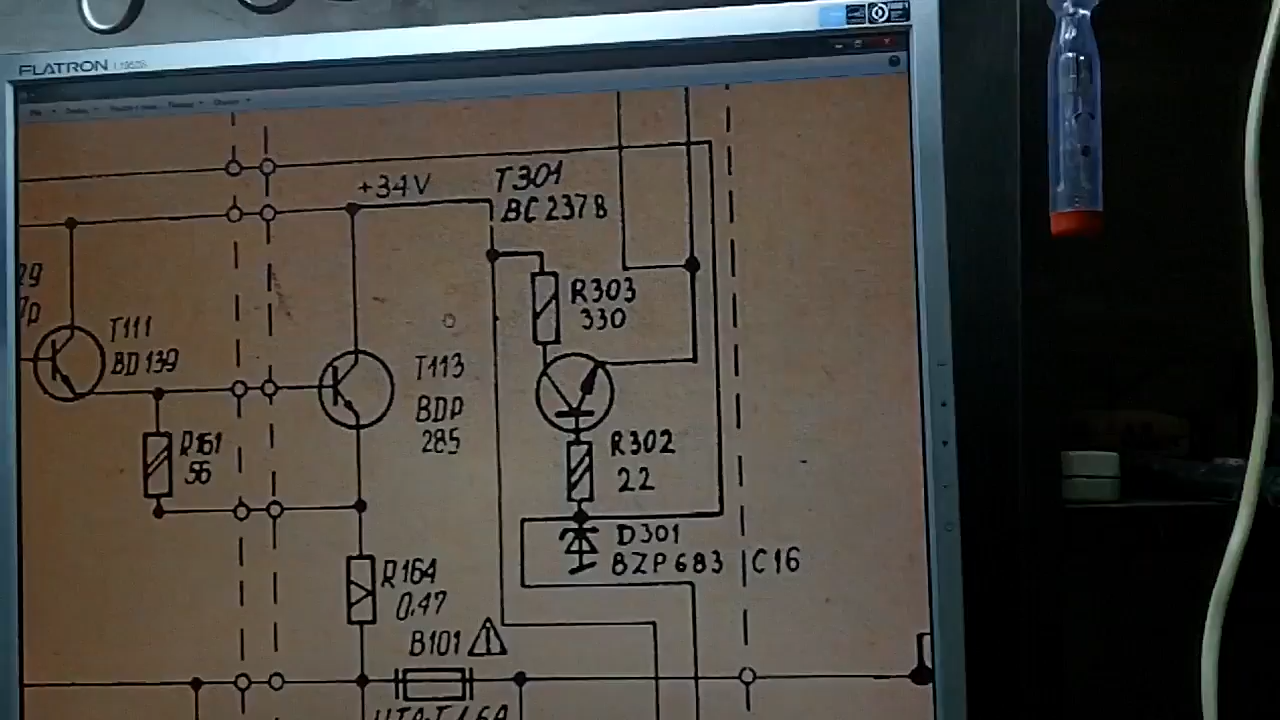 FLATRON
+34V
T301
BC 237B
R303
330
T111
BD 139
T113
BDP
285
R161
56
R302
22
D301
BZP 683
C16
R164
0.47
B101